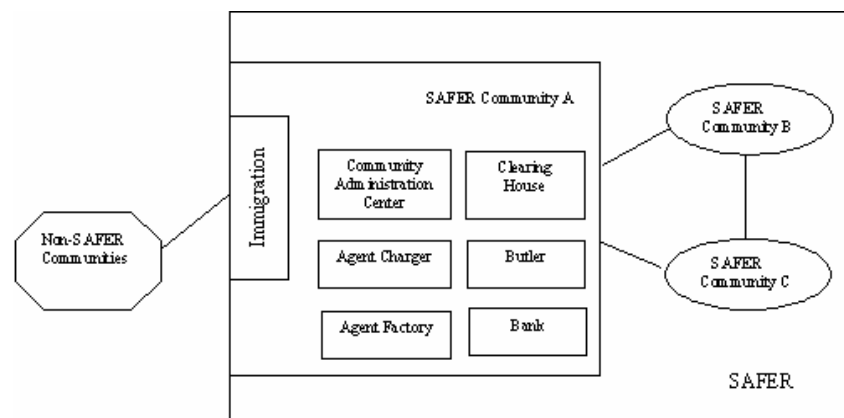 SAFER Community A
SAFER
Community B
Immigration
Community
Administration
Center
Clearing
House
Non-SAFER
Communities
Agent Charger
Butler
SAFER
Community C
Agent Factory
Bank
SAFER